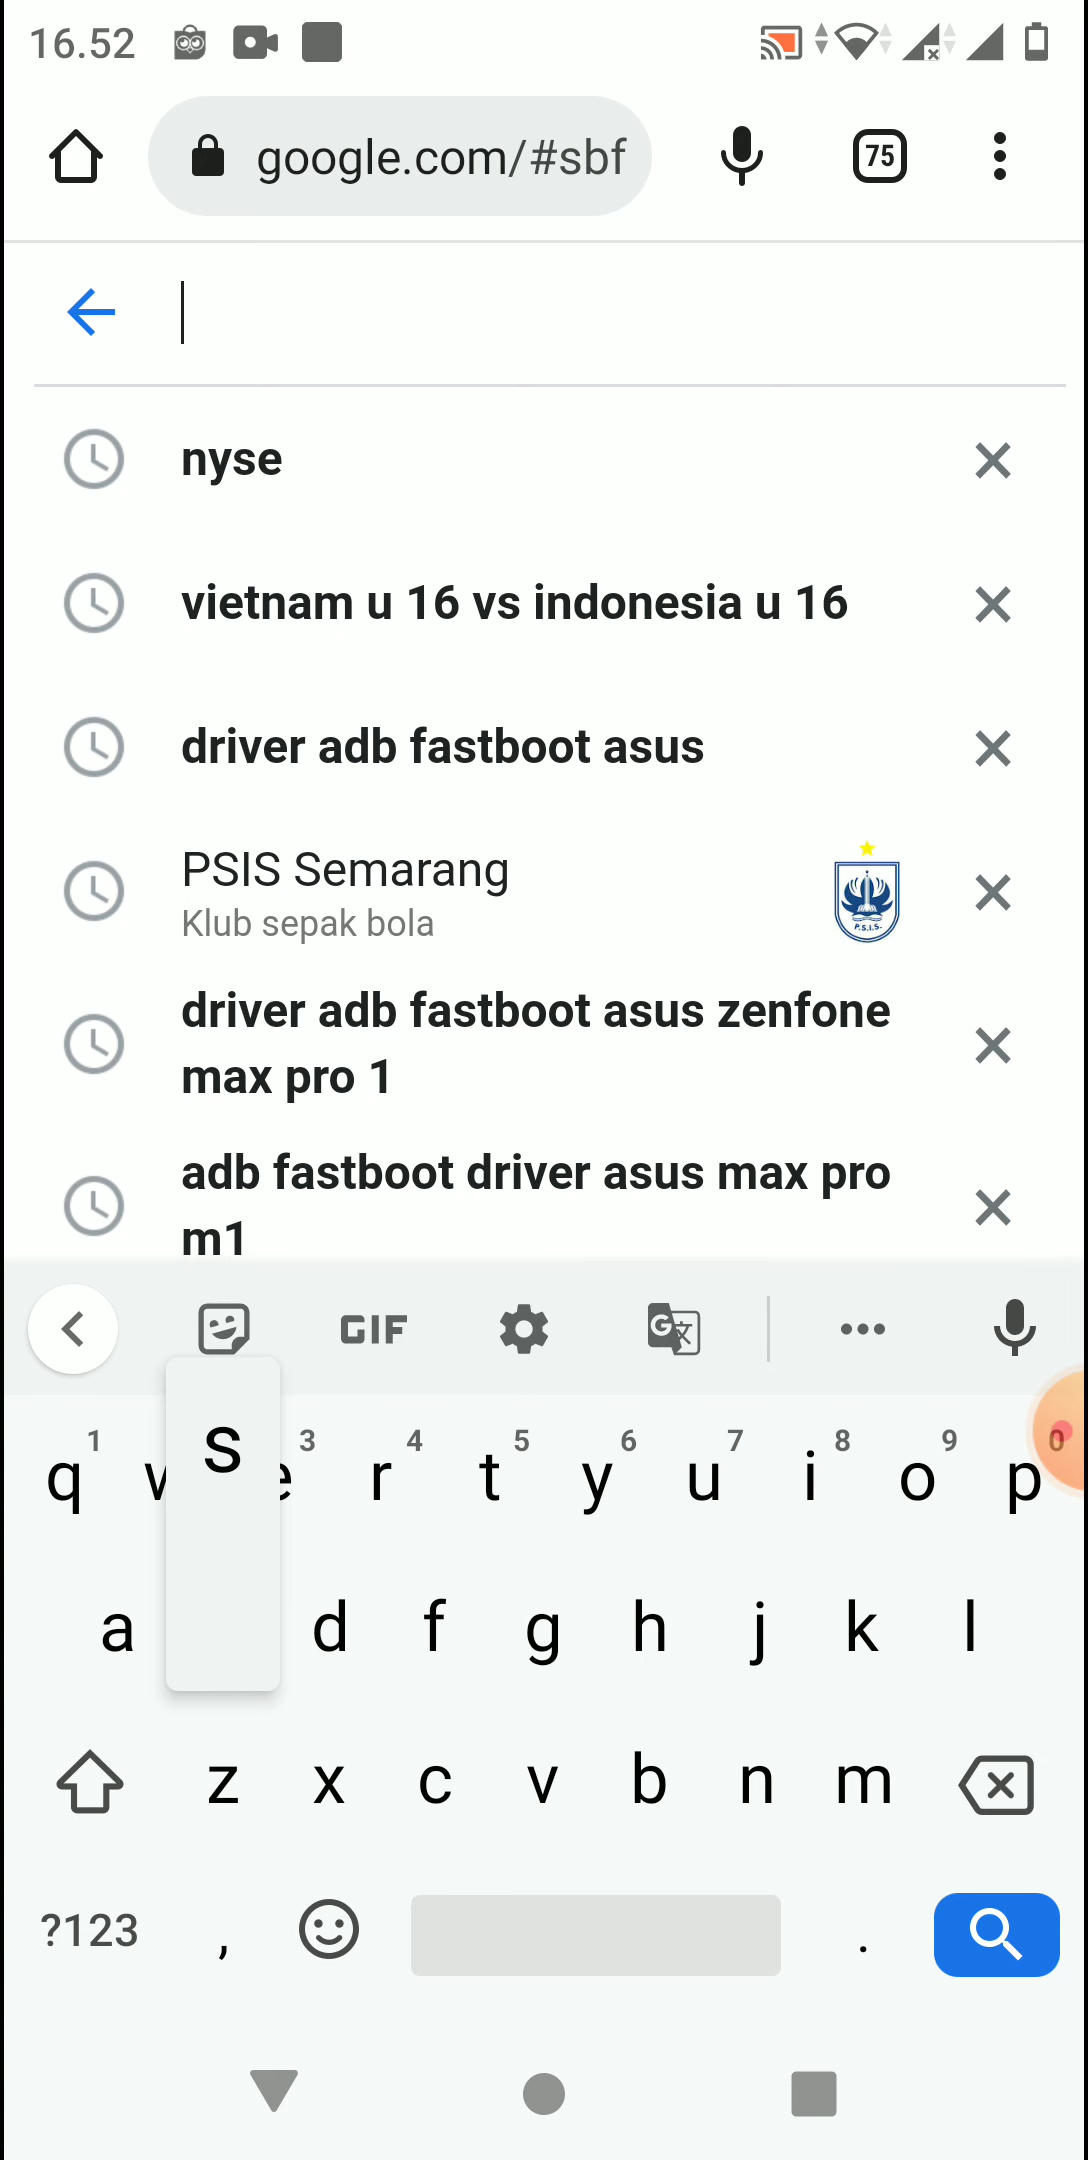 16.52
google.com/#sbf
75
nyse
vietnam u 16 vs indonesia u 16
driver adb fastboot asus
PSIS Semarang
P.S.I.S.
Klub sepak bola
driver adb fastboot asus zenfone
max pro 1
adb fastboot driver asus max pro
m1
GIF
G 文
s
1 3 4 5 6 7 8 9 0
q w e r t y u i o p
a d f g h j k l
z x c v b n m
?123 , .